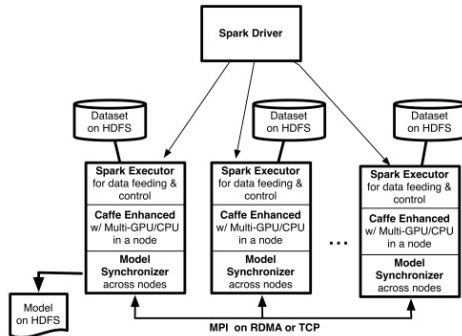 Spark Driver
Dataset
on HDFS
Dataset
on HDFS
Dataset
on HDFS
Spark Executor
for data feeding &
control
Caffe Enhanced
w/ Multi-GPU/CPU
in a node
Model
Synchronizer
across nodes
Spark Executor
for data feeding &
control
Caffe Enhanced
w/ Multi-GPU/CPU
in a node
Model
Synchronizer
across nodes
...
Spark Executor
for data feeding &
control
Caffe Enhanced
w/ Multi-GPU/CPU
in a node
Model
Synchronizer
across nodes
Model
on HDFS
MPI on RDMA or TCP